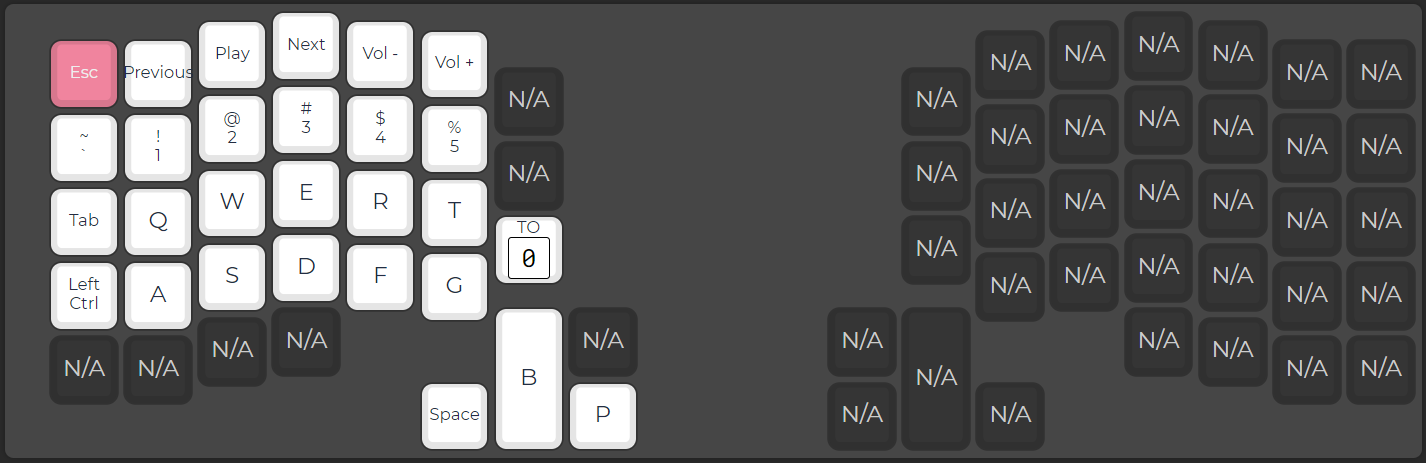 Esc
Previous
Play
Next
Vol -
Vol +
N/A
N/A
N/A
N/A
N/A
N/A
N/A
N/A
~
`
!
1
@
2
#
3
$
4
%
5
N/A
N/A
N/A
N/A
N/A
N/A
N/A
N/A
Tab
Q
W
E
R
T
TO
0
N/A
N/A
N/A
N/A
N/A
N/A
N/A
Left
Ctrl
A
S
D
F
G
N/A
N/A
N/A
N/A
N/A
N/A
N/A
N/A
N/A
N/A
N/A
B
N/A
N/A
N/A
N/A
N/A
N/A
N/A
Space
P
N/A
N/A